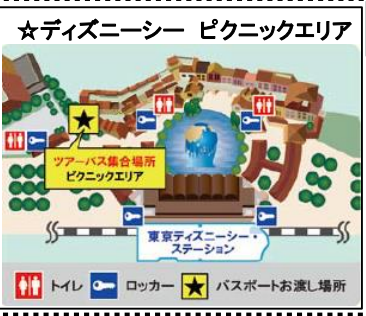 ☆ディズニーシー ピクニックエリア
ツアーバス集合場所
ピクニックエリア
東京ディズニーシー・
ステーション
トイレ ロッカー パスポートお渡し場所